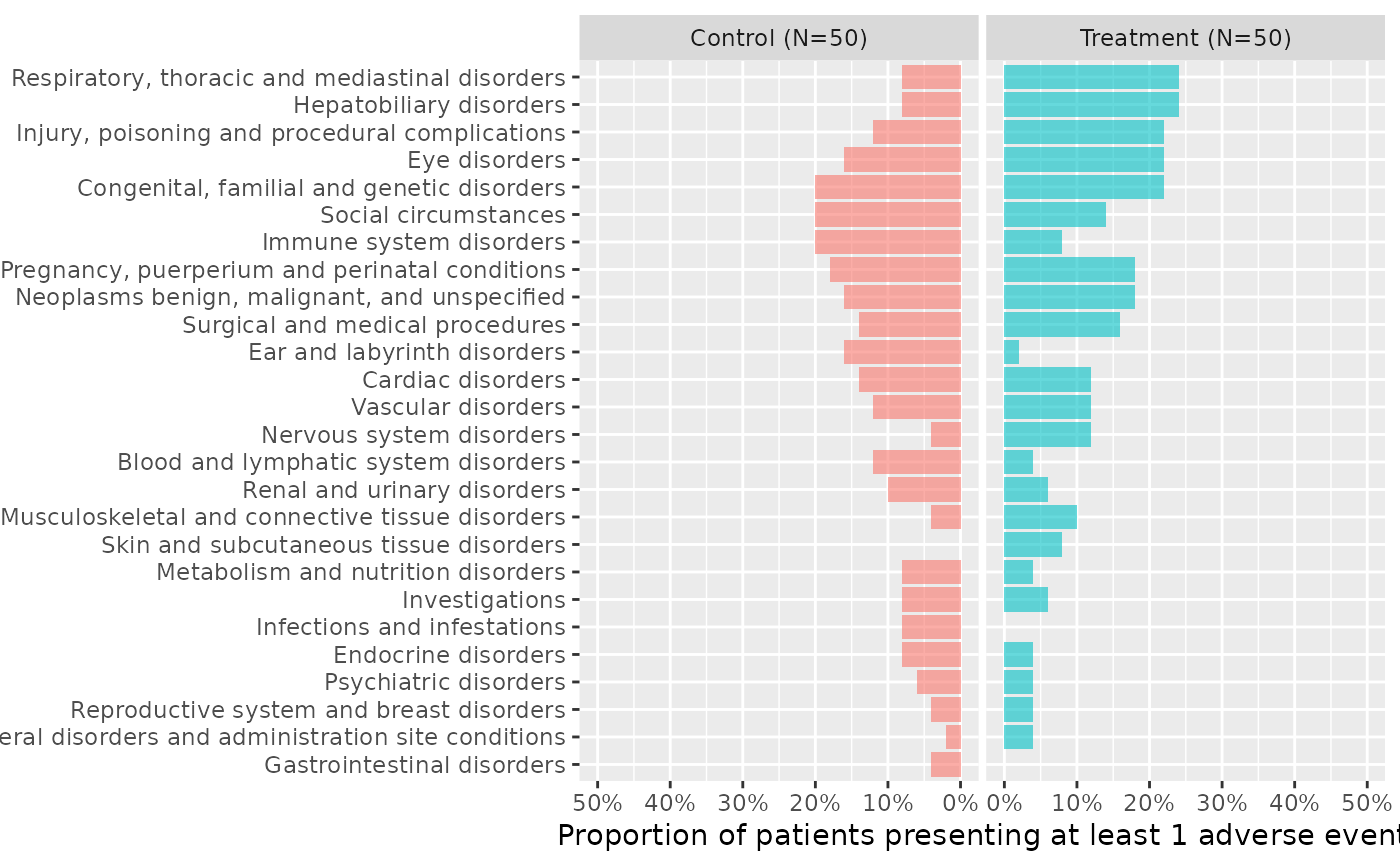 Control (N=50)
Treatment (N=50)
Respiratory, thoracic and mediastinal disorders
Hepatobiliary disorders
Injury, poisoning and procedural complications
Eye disorders
Congenital, familial and genetic disorders
Social circumstances
Immune system disorders
Pregnancy, puerperium and perinatal conditions
Neoplasms benign, malignant, and unspecified
Surgical and medical procedures
Ear and labyrinth disorders
Cardiac disorders
Vascular disorders
Nervous system disorders
Blood and lymphatic system disorders
Renal and urinary disorders
Musculoskeletal and connective tissue disorders
Skin and subcutaneous tissue disorders
Metabolism and nutrition disorders
Investigations
Infections and infestations
Endocrine disorders
Psychiatric disorders
Reproductive system and breast disorders
eral disorders and administration site conditions
Gastrointestinal disorders
50% 40% 30% 20% 10% 0% 0% 10% 20% 30% 40% 50%
Proportion of patients presenting at least 1 adverse event